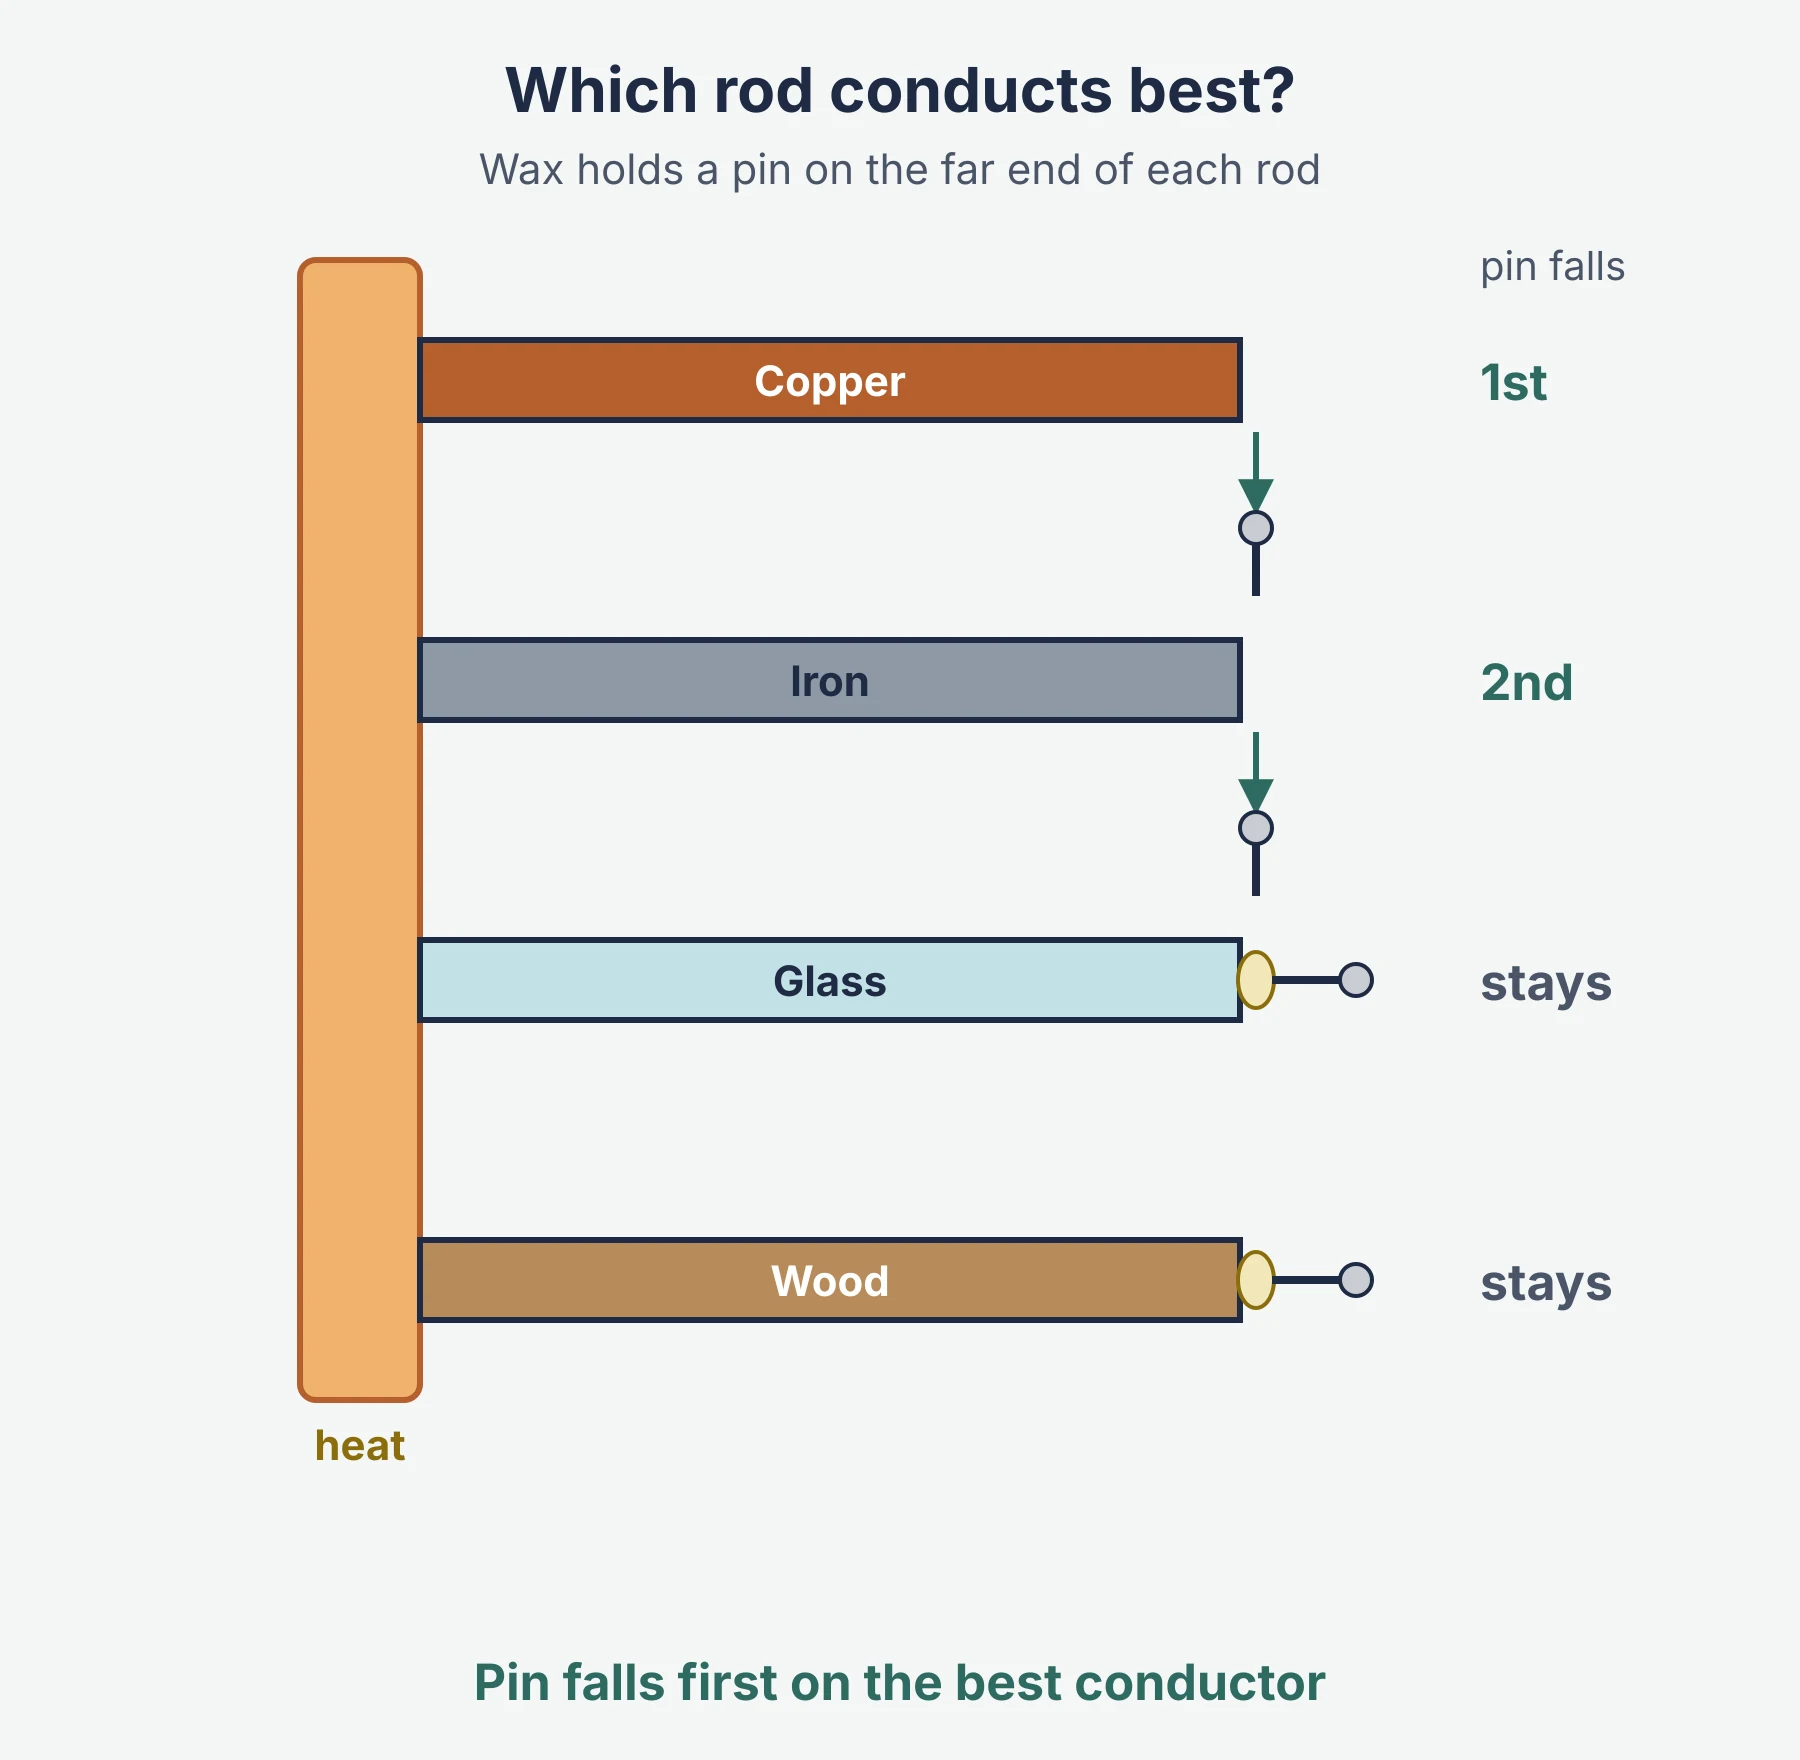 Which rod conducts best?
Wax holds a pin on the far end of each rod
pin falls
Copper
1st
Iron
2nd
Glass
stays
Wood
stays
heat
Pin falls first on the best conductor